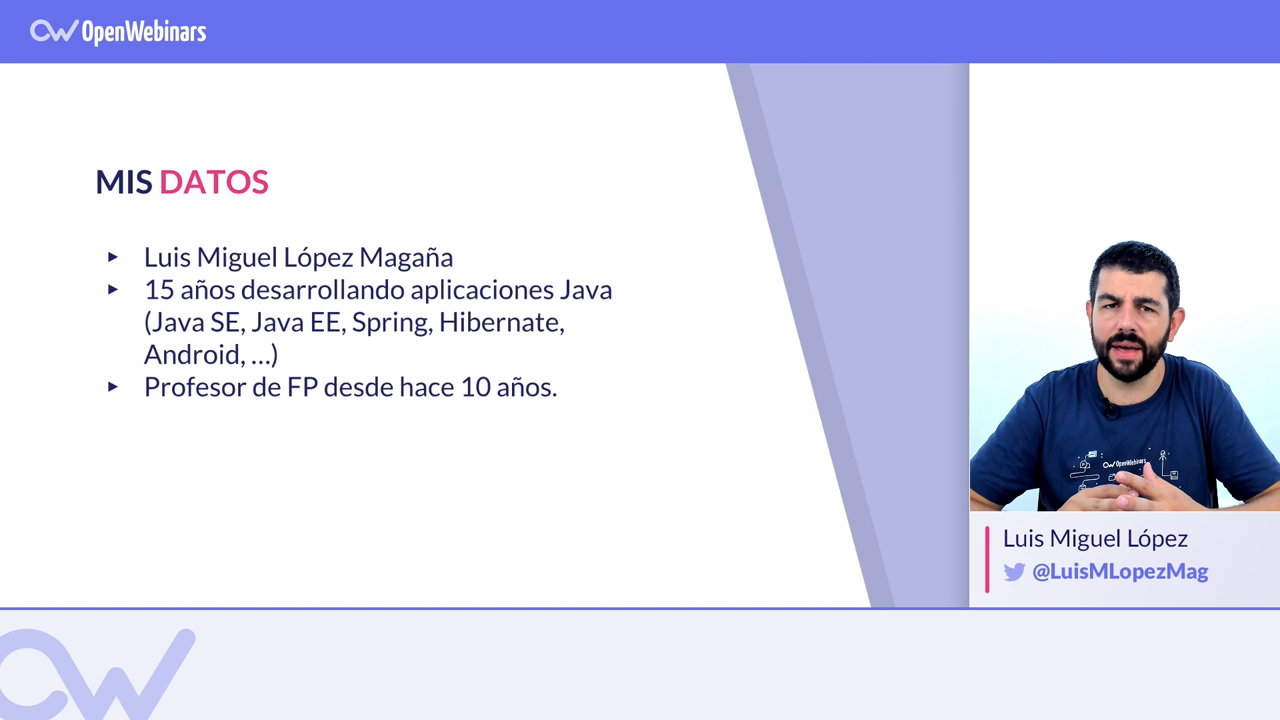 OpenWebinars
MIS DATOS
‣ Luis Miguel López Magaña
‣ 15 años desarrollando aplicaciones Java
(Java SE, Java EE, Spring, Hibernate,
Android, ...)
‣ Profesor de FP desde hace 10 años.
OpenWebinars
Luis Miguel López
@LuisMLopezMag